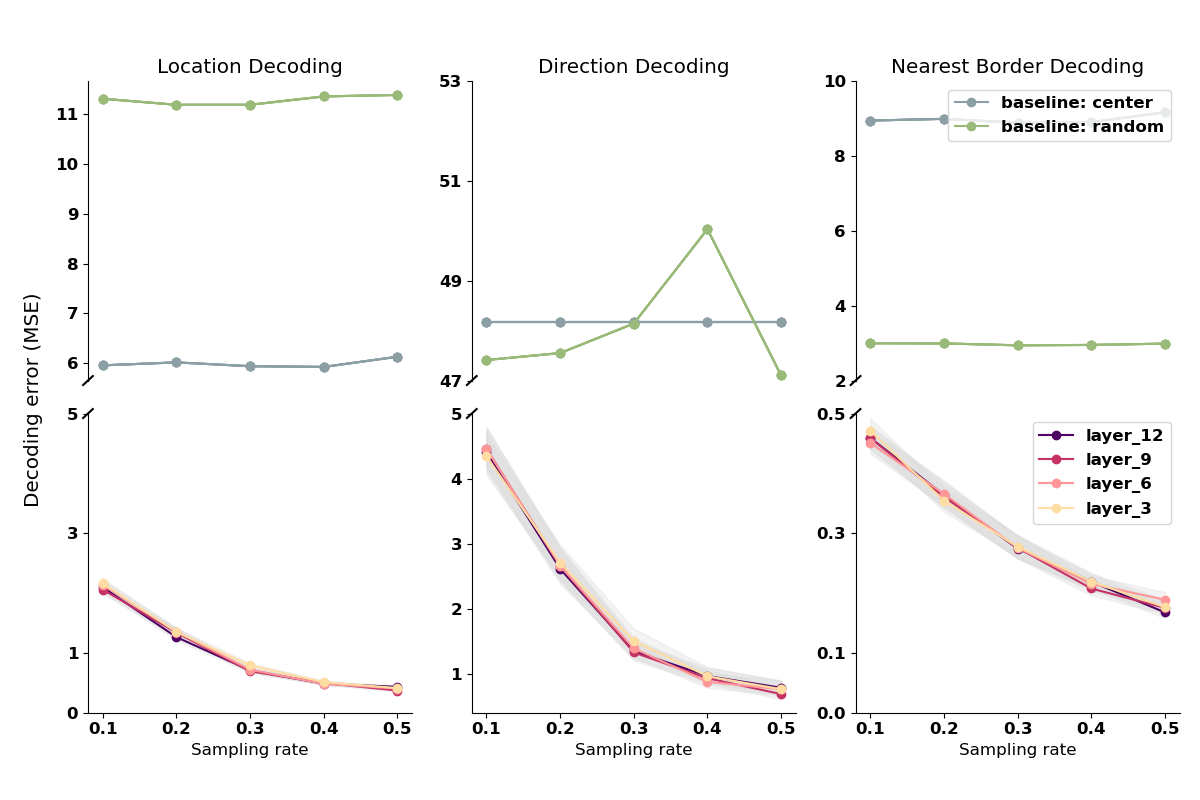 Location Decoding
Direction Decoding
Nearest Border Decoding
Decoding error (MSE)
11
10
9
8
7
6
5
3
1
0
0.1 0.2 0.3 0.4 0.5
Sampling rate
53
51
49
47
5
4
3
2
1
0.1 0.2 0.3 0.4 0.5
Sampling rate
10
8
6
4
2
baseline: center
baseline: random
0.5
0.3
0.1
0.0
layer_12
layer_9
layer_6
layer_3
0.1 0.2 0.3 0.4 0.5
Sampling rate